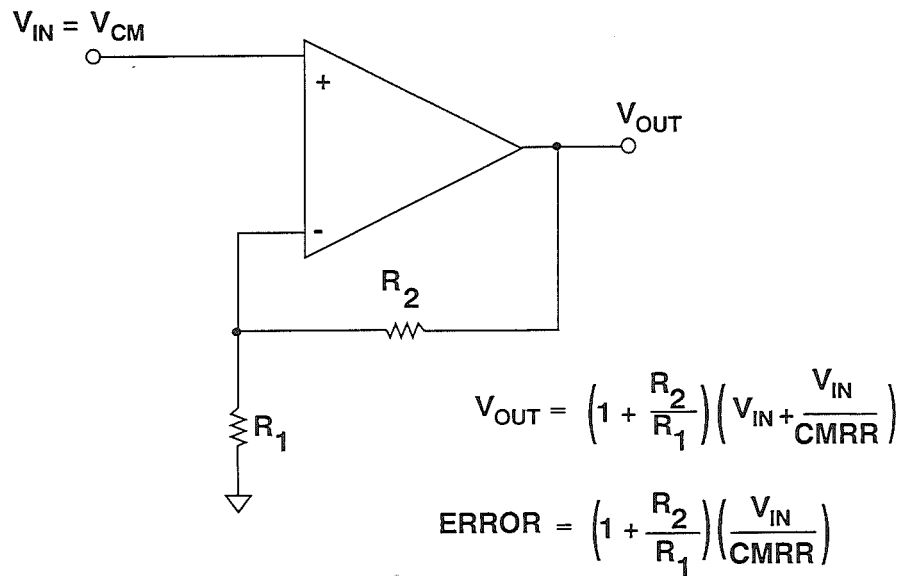 V_IN = V_CM
+
V_OUT
-
R_2
R_1
V_OUT = (1 + R_2/R_1)(V_IN + V_IN/CMRR)
ERROR = (1 + R_2/R_1)(V_IN/CMRR)